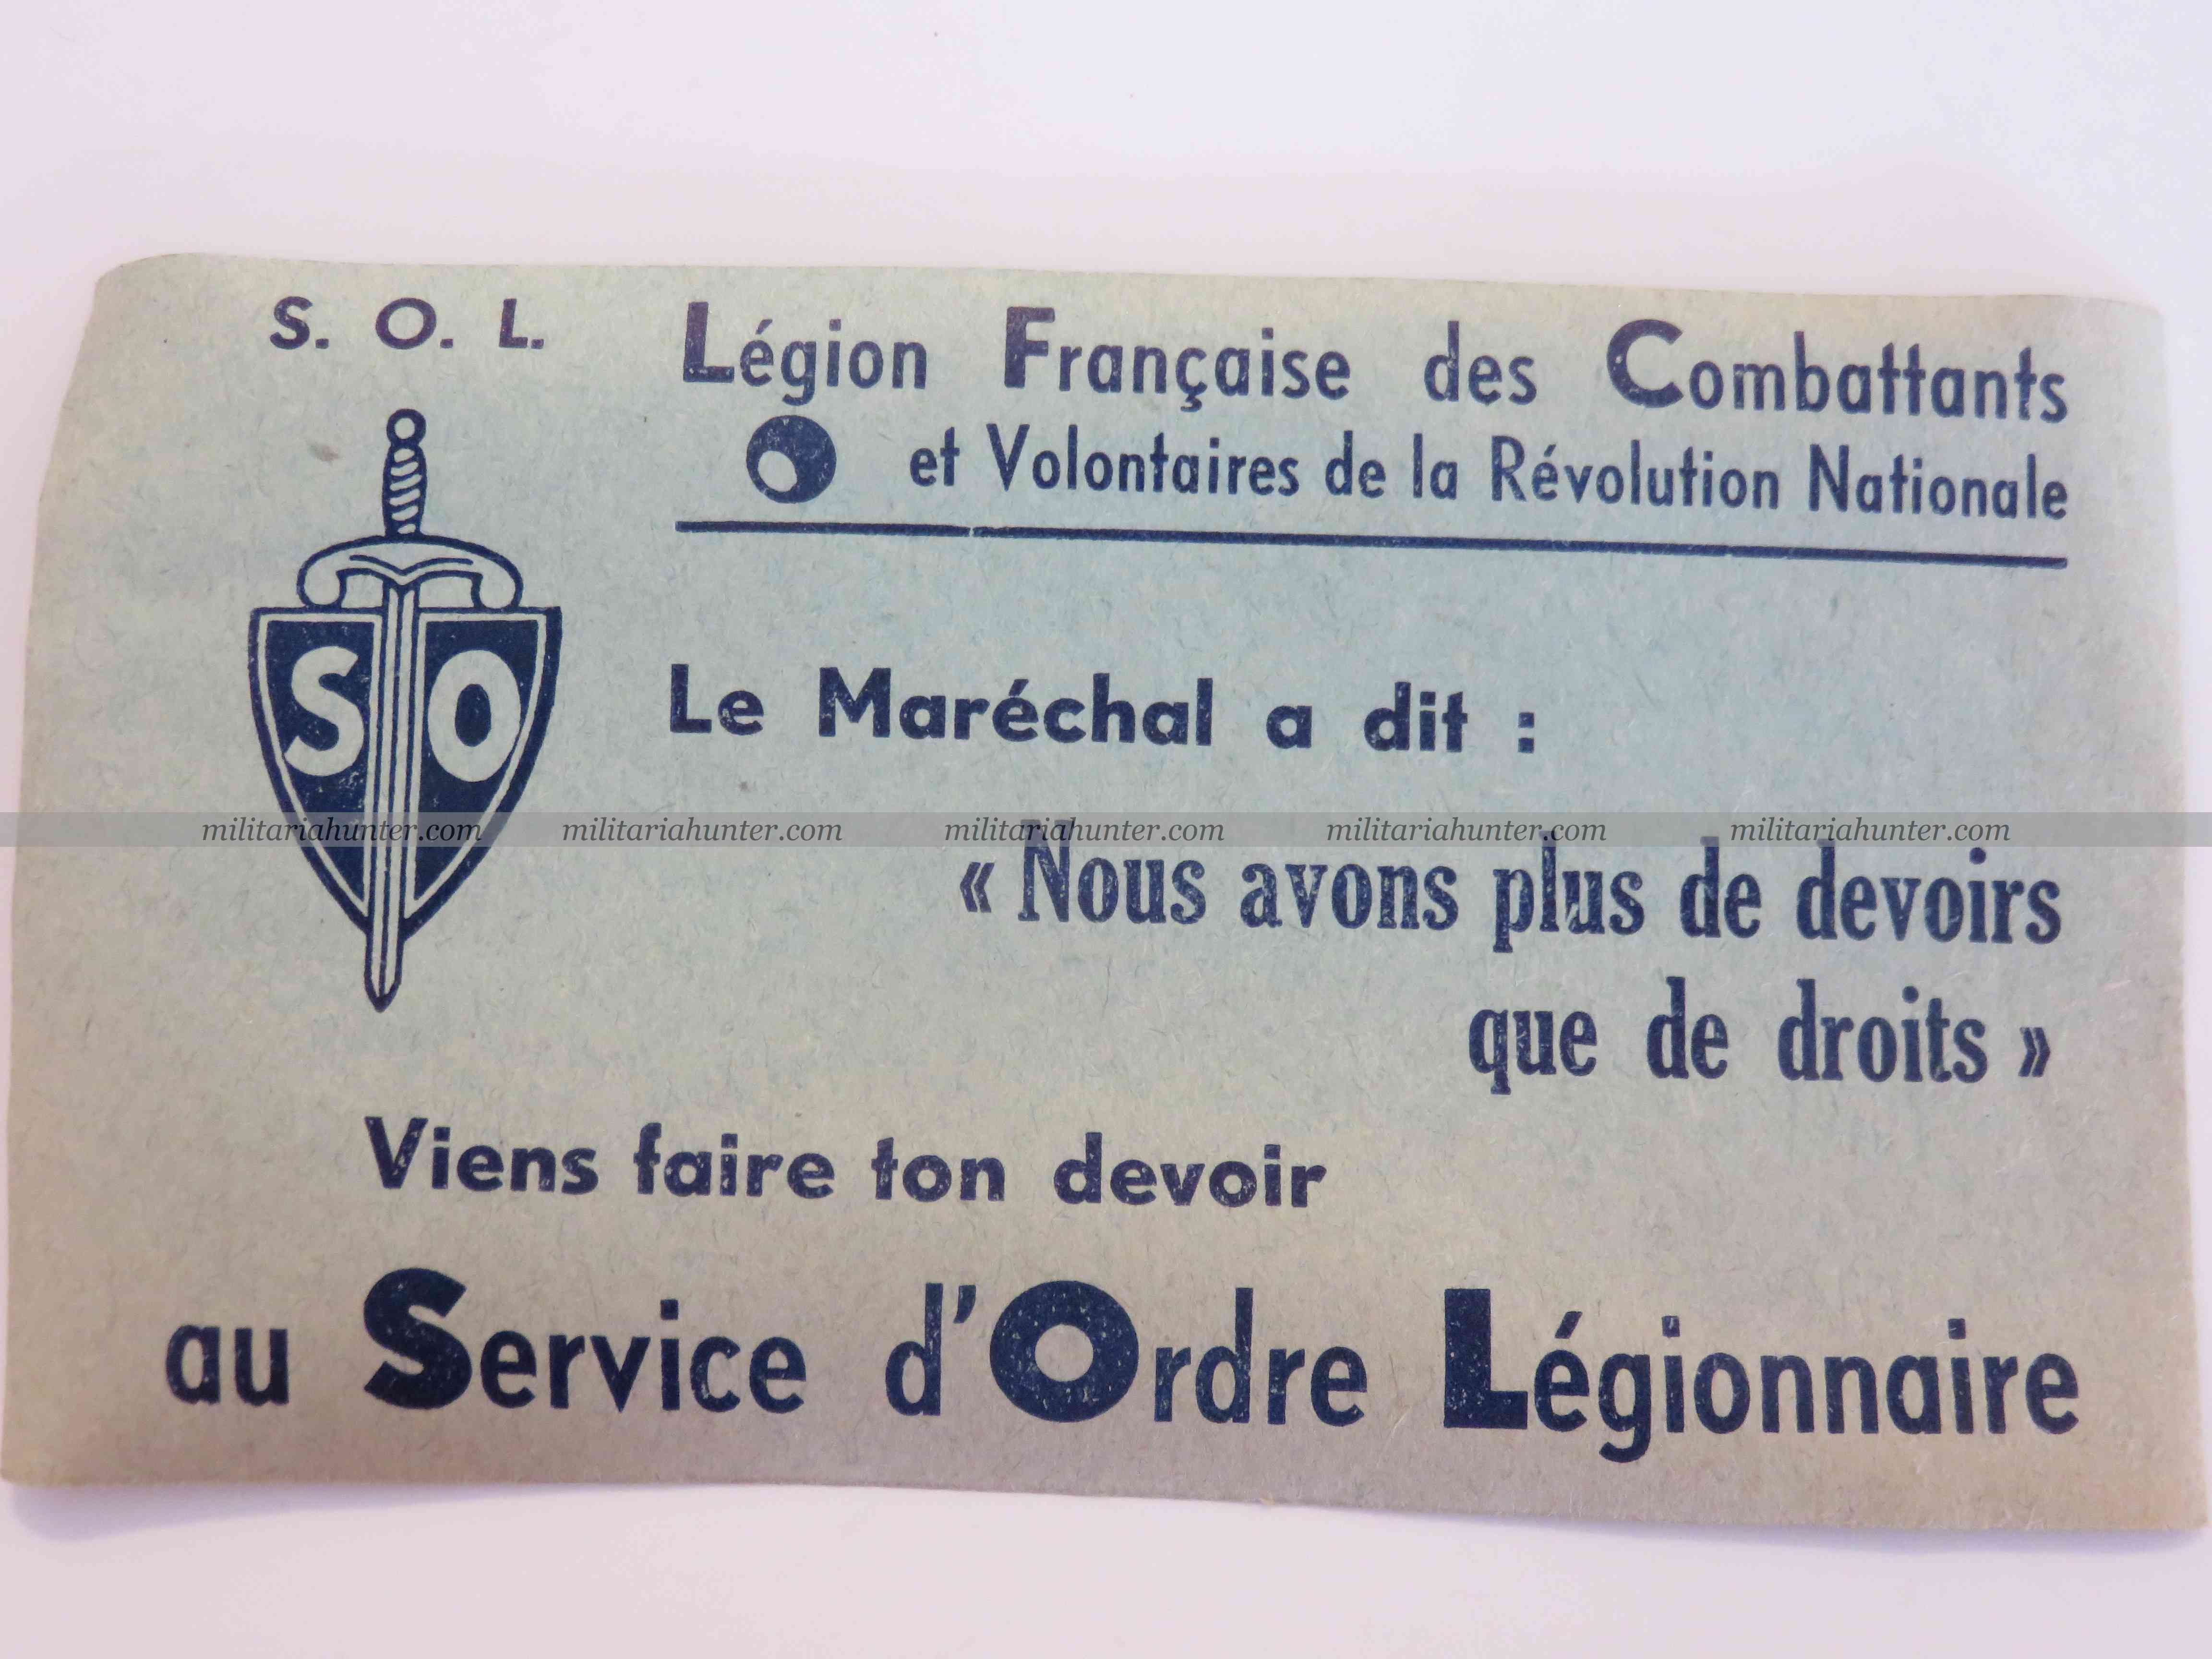 S. O. L.
Légion Française des Combattants
et Volontaires de la Révolution Nationale
S O
Le Maréchal a dit :
militariahunter.com militariahunter.com militariahunter.com militariahunter.com militariahunter.com
« Nous avons plus de devoirs
que de droits »
Viens faire ton devoir
au Service d'Ordre Légionnaire